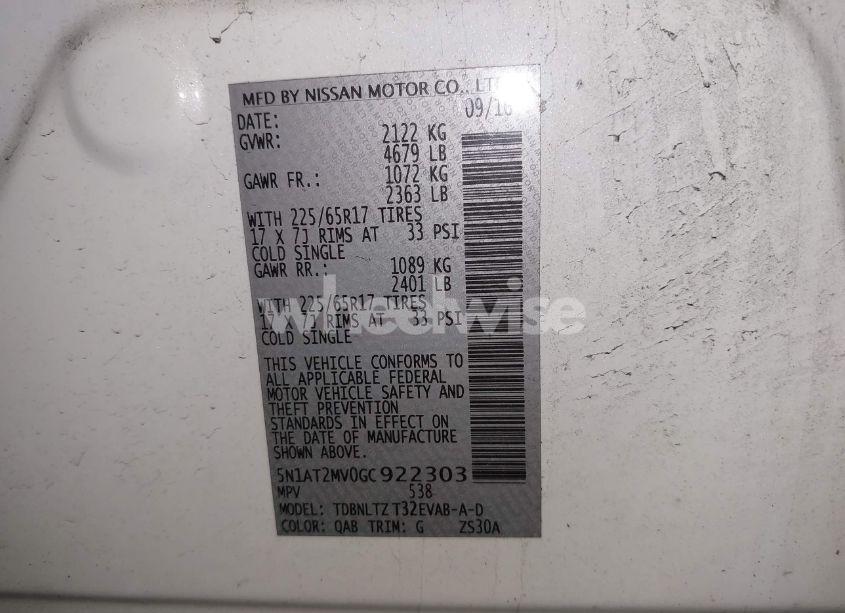 MFD BY NISSAN MOTOR CO., LT
DATE: 09/16
GVWR: 2122 KG
4679 LB
GAWR FR.: 1072 KG
2363 LB
WITH 225/65R17 TIRES
17 X 7J RIMS AT 33 PSI
COLD SINGLE
GAWR RR.: 1089 KG
2401 LB
WITH 225/65R17 TIRES
17 X 7J RIMS AT 33 PSI
COLD SINGLE
wheelwise
THIS VEHICLE CONFORMS TO
ALL APPLICABLE FEDERAL
MOTOR VEHICLE SAFETY AND
THEFT PREVENTION
STANDARDS IN EFFECT ON
THE DATE OF MANUFACTURE
SHOWN ABOVE.
5N1AT2MV0GC922303
MPV 538
MODEL: TDBNLTZ T32EVAB-A-D
COLOR: QAB TRIM: G ZS30A